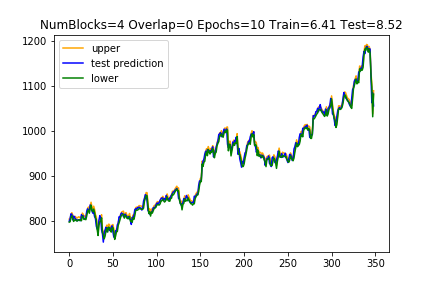 NumBlocks=4 Overlap=0 Epochs=10 Train=6.41 Test=8.52
1200
1100
1000
900
800
upper
test prediction
lower
0 50 100 150 200 250 300 350